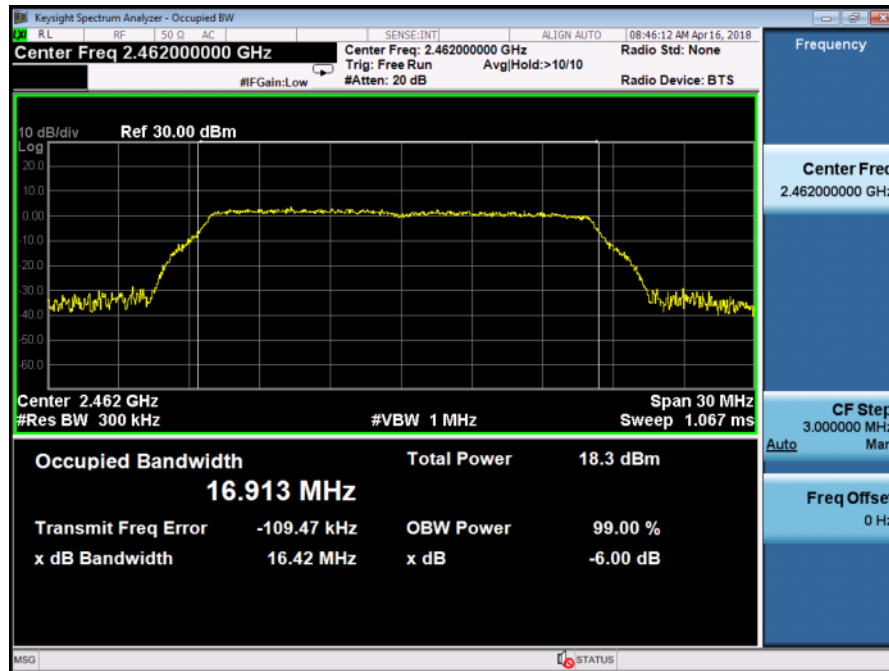 Keysight Spectrum Analyzer - Occupied BW
LXI RL RF 50 Ω AC SENSE:INT ALIGN AUTO 08:46:12 AM Apr 16, 2018
Center Freq 2.462000000 GHz
Center Freq: 2.462000000 GHz
Radio Std: None
Trig: Free Run Avg|Hold:>10/10
#IFGain:Low
#Atten: 20 dB
Radio Device: BTS
10 dB/div Ref 30.00 dBm
Log
20.0
10.0
0.00
-10.0
-20.0
-30.0
-40.0
-50.0
-60.0
Center 2.462 GHz Span 30 MHz
#Res BW 300 kHz #VBW 1 MHz Sweep 1.067 ms
Occupied Bandwidth Total Power 18.3 dBm
16.913 MHz
Transmit Freq Error -109.47 kHz OBW Power 99.00 %
x dB Bandwidth 16.42 MHz x dB -6.00 dB
MSG STATUS
Frequency
Center Freq
2.462000000 GHz
CF Step
3.000000 MHz
Auto Man
Freq Offset
0 Hz